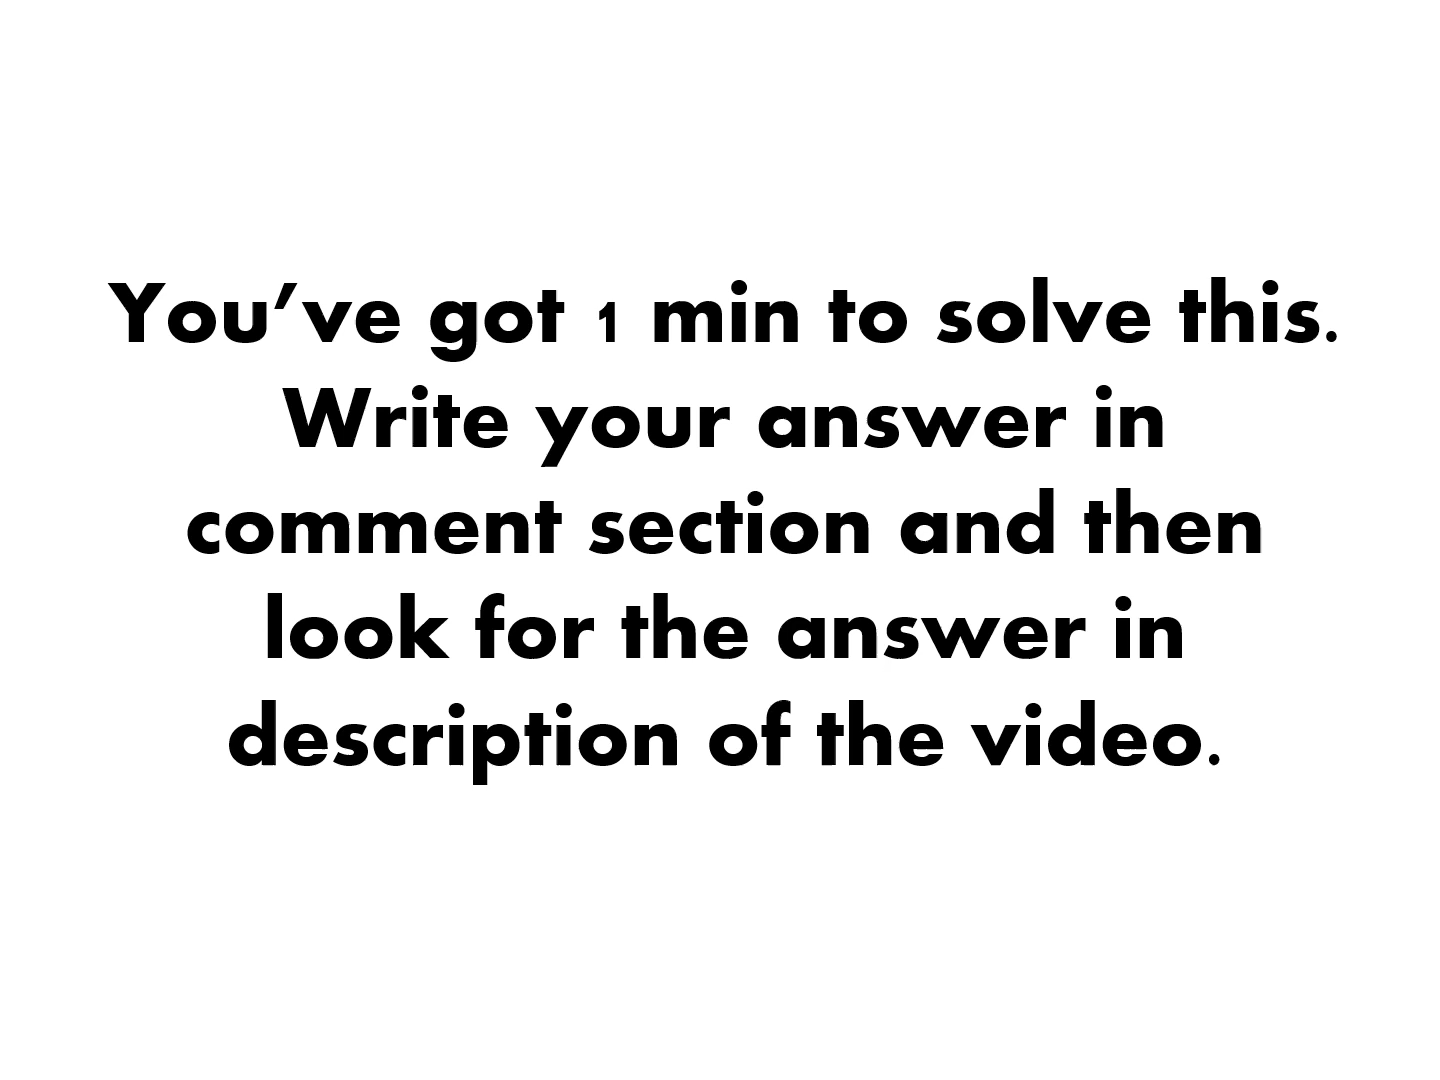 You’ve got 1 min to solve this.
Write your answer in
comment section and then
look for the answer in
description of the video.